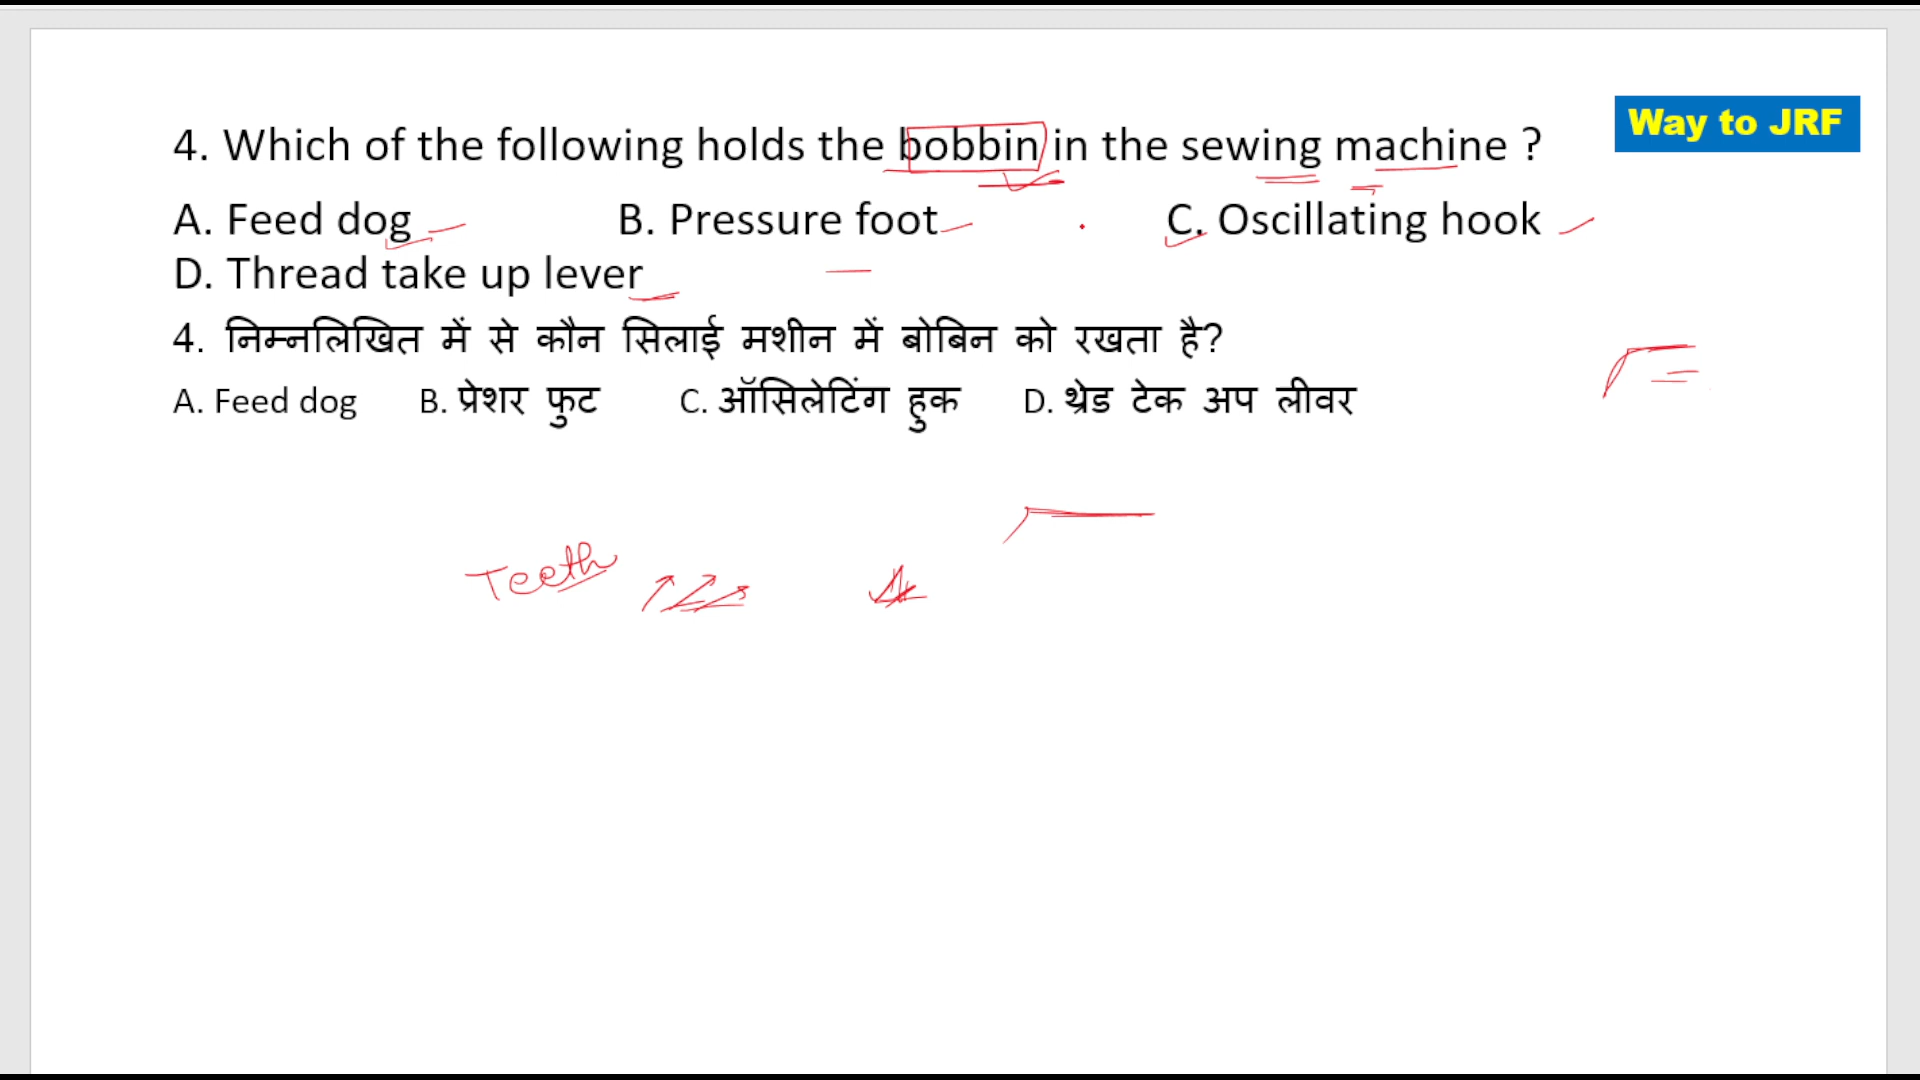 Way to JRF
4. Which of the following holds the bobbin in the sewing machine ?
A. Feed dog B. Pressure foot C. Oscillating hook
D. Thread take up lever
4. निम्नलिखित में से कौन सिलाई मशीन में बोबिन को रखता है?
A. Feed dog B. प्रेशर फुट C. ऑसिलेटिंग हुक D. थ्रेड टेक अप लीवर
Teeth